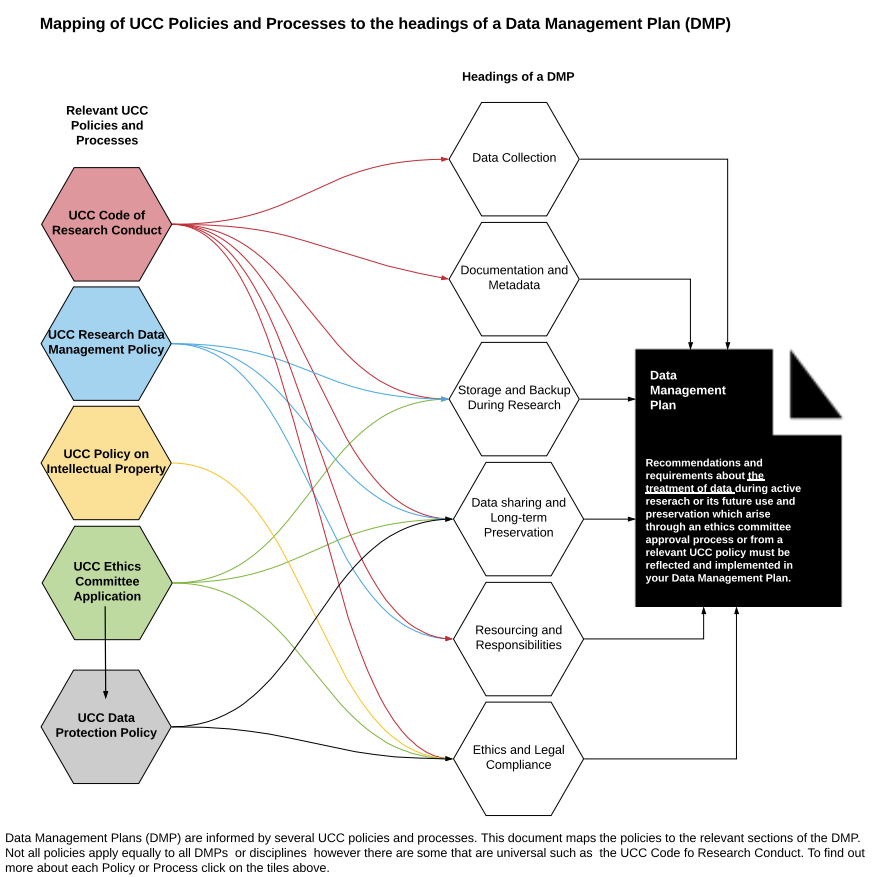 Mapping of UCC Policies and Processes to the headings of a Data Management Plan (DMP)
Headings of a DMP
Relevant UCC
Policies and
Processes
UCC Code of
Research Conduct
UCC Research Data
Management Policy
UCC Policy on
Intellectual Property
UCC Ethics
Committee
Application
UCC Data
Protection Policy
Data Collection
Documentation and
Metadata
Storage and Backup
During Research
Data sharing and
Long-term
Preservation
Resourcing and
Responsibilities
Ethics and Legal
Compliance
Data
Management
Plan
Recommendations and
requirements about the
treatment of data during active
reserach or its future use and
preservation which arise
through an ethics committee
approval process or from a
relevant UCC policy must be
reflected and implemented in
your Data Management Plan.
Data Management Plans (DMP) are informed by several UCC policies and processes. This document maps the policies to the relevant sections of the DMP.
Not all policies apply equally to all DMPs  or disciplines  however there are some that are universal such as  the UCC Code fo Research Conduct. To find out
more about each Policy or Process click on the tiles above.